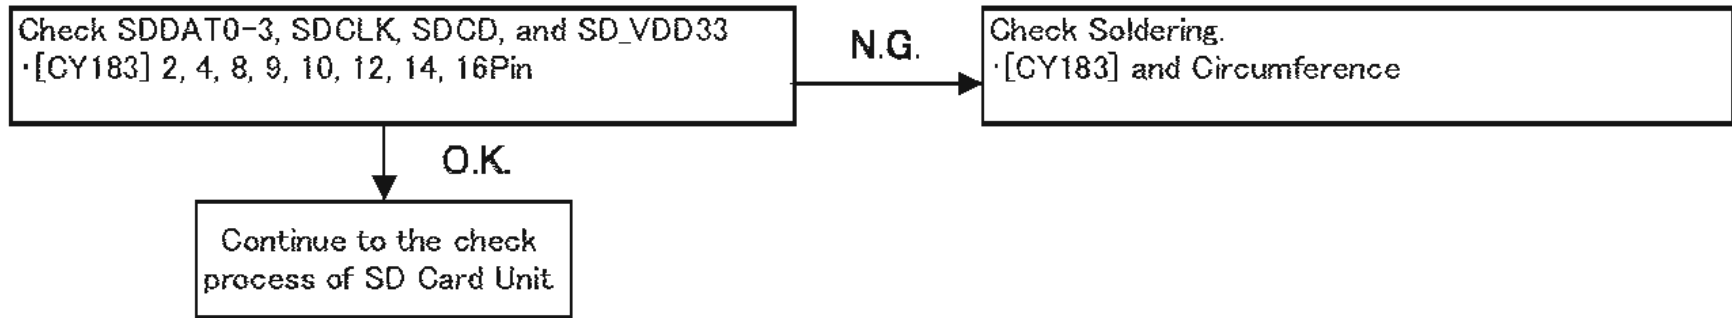 Check SDDAT0-3, SDCLK, SDCD, and SD_VDD33
·[CY183] 2, 4, 8, 9, 10, 12, 14, 16Pin
N.G.
Check Soldering.
·[CY183] and Circumference
O.K.
Continue to the check
process of SD Card Unit